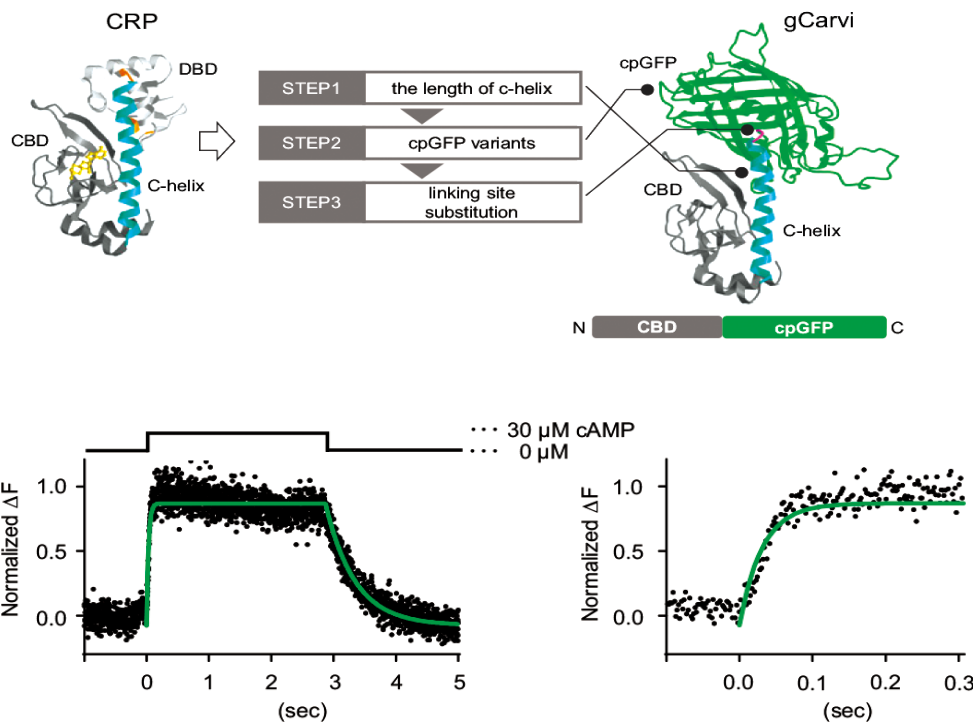 CRP
gCarvi
DBD
CBD
C-helix
STEP1
the length of c-helix
STEP2
cpGFP variants
STEP3
linking site
substitution
cpGFP
CBD
C-helix
N
CBD
cpGFP
C
30 µM cAMP
0 µM
Normalized ΔF
1.0
0.5
0.0
0
1
2
3
4
5
(sec)
Normalized ΔF
1.0
0.5
0.0
0.0
0.1
0.2
0.3
(sec)